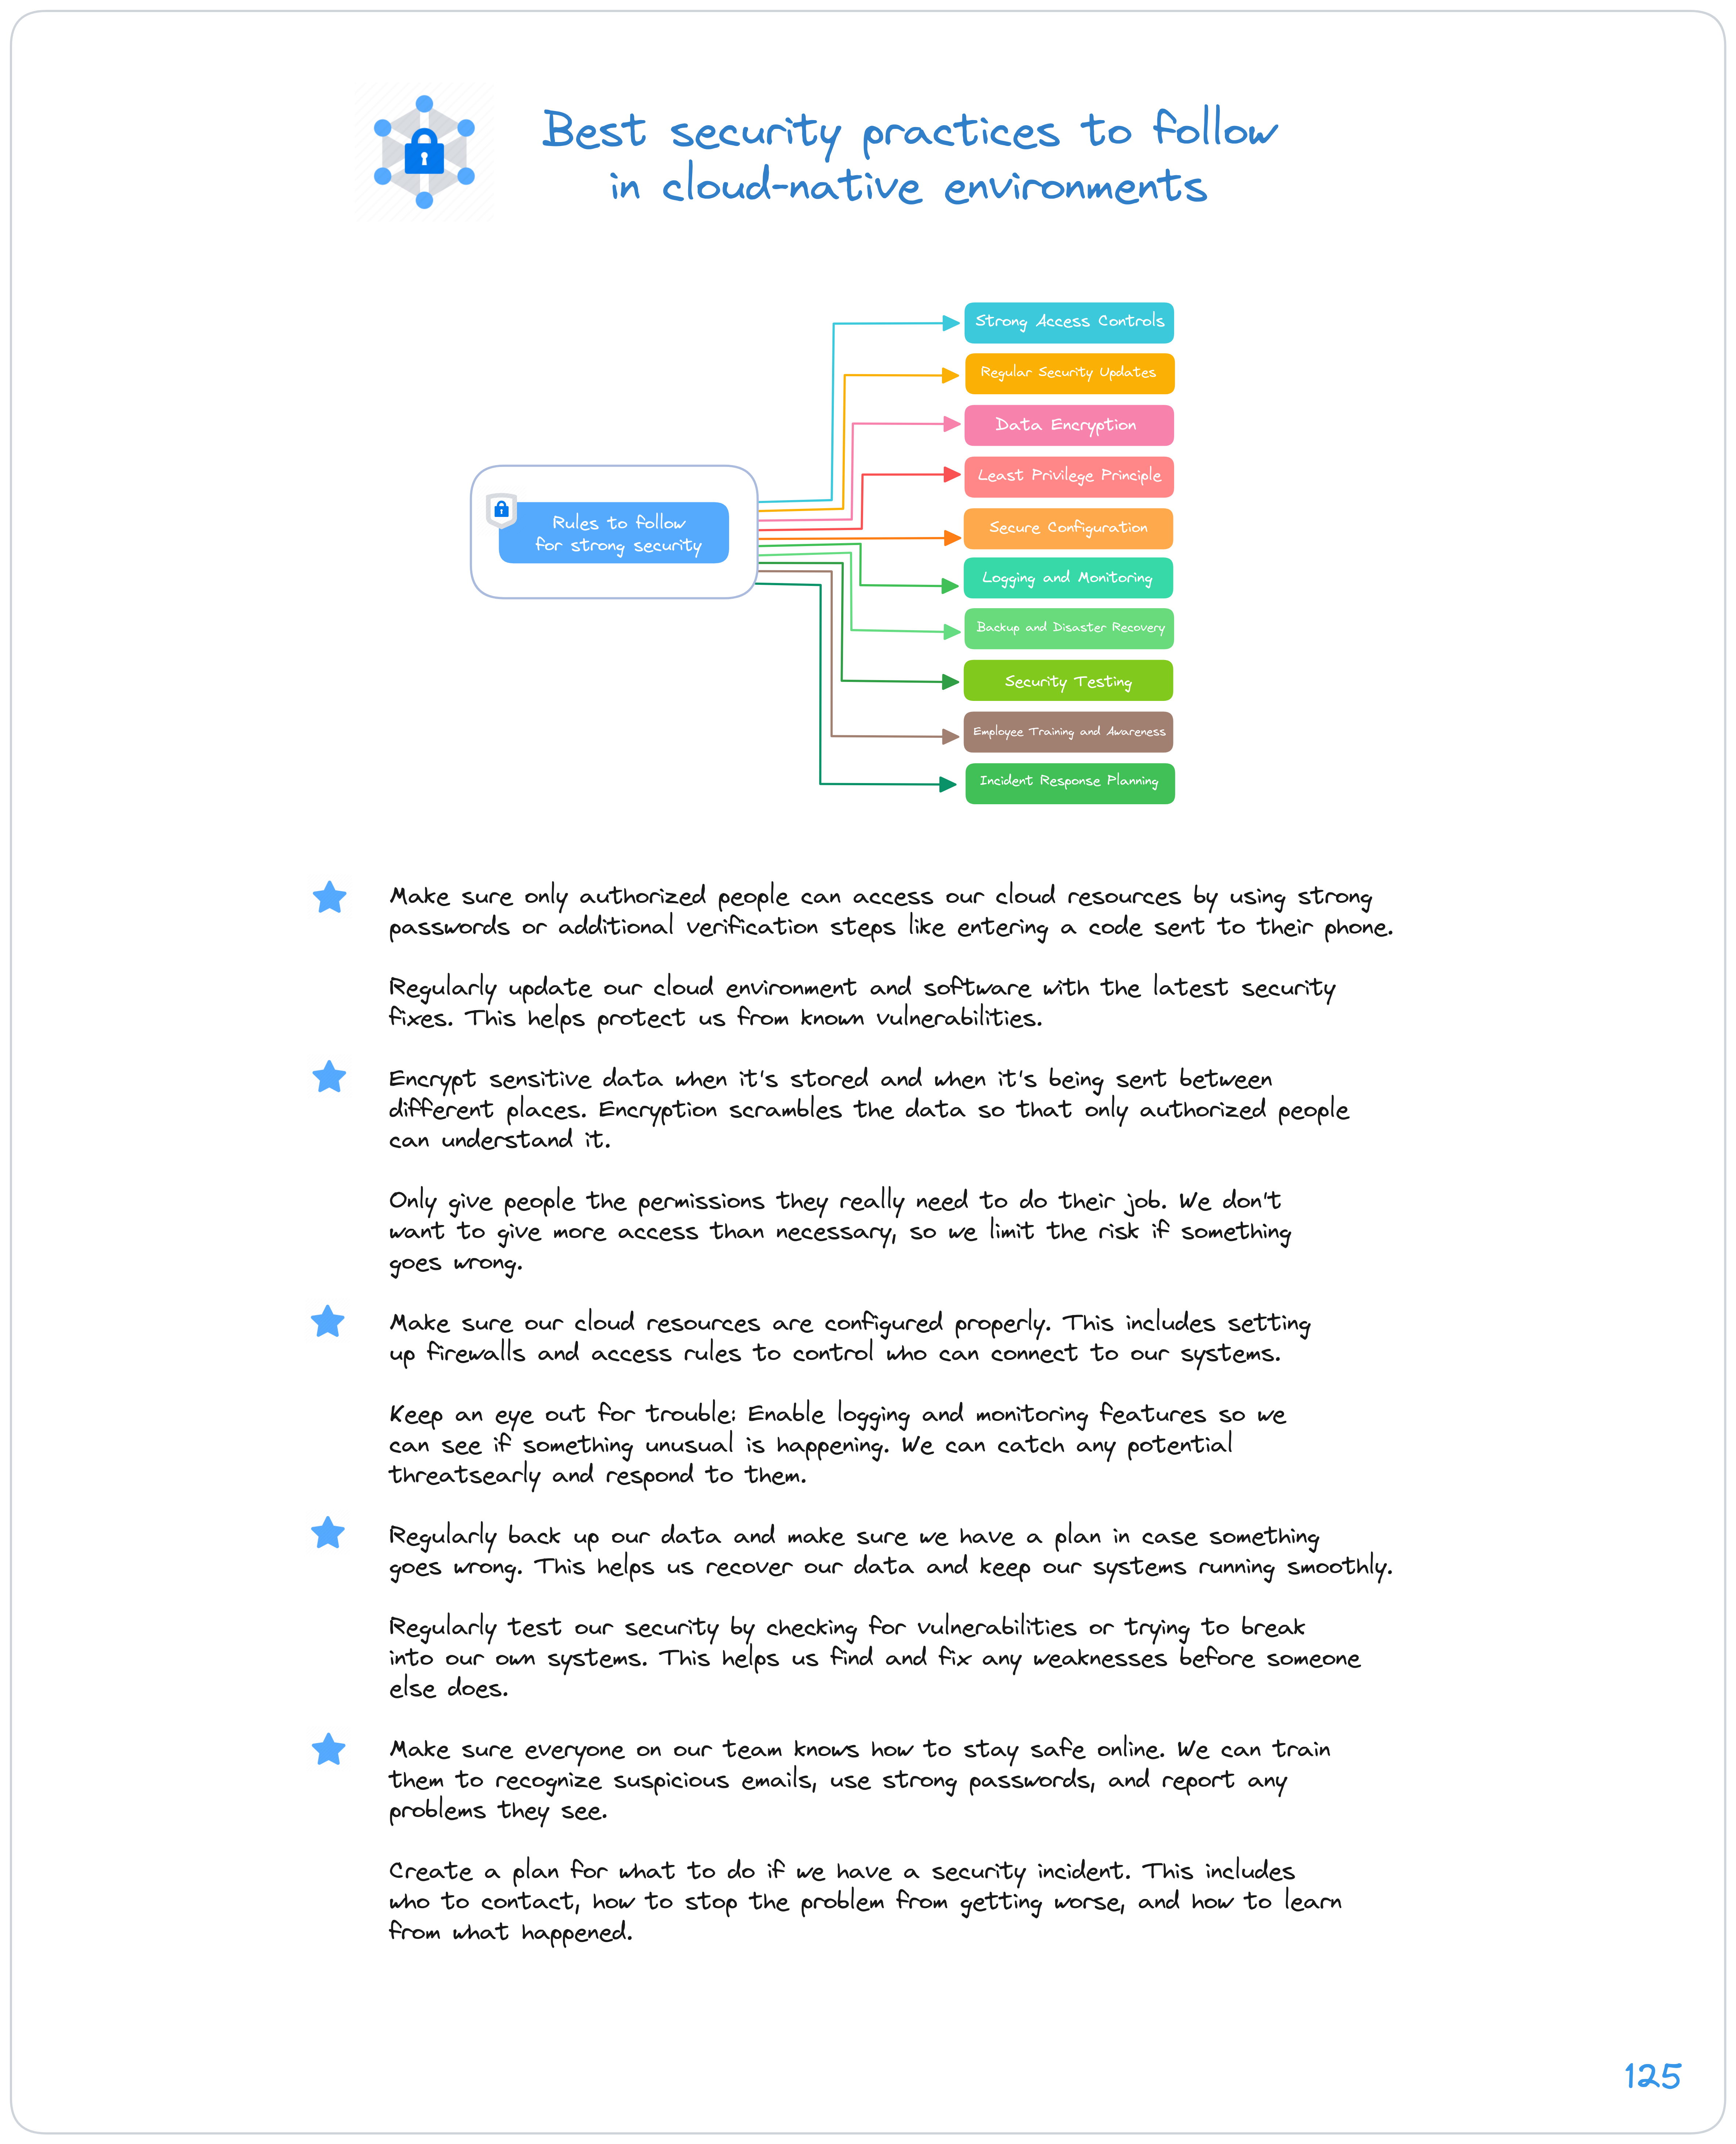 Best security practices to follow
in cloud-native environments
Strong Access Controls
Regular Security Updates
Data Encryption
Least Privilege Principle
Rules to follow
for strong security
Secure Configuration
Logging and Monitoring
Backup and Disaster Recovery
Security Testing
Employee Training and Awareness
Incident Response Planning
Make sure only authorized people can access our cloud resources by using strong
passwords or additional verification steps like entering a code sent to their phone.
Regularly update our cloud environment and software with the latest security
fixes. This helps protect us from known vulnerabilities.
Encrypt sensitive data when it's stored and when it's being sent between
different places. Encryption scrambles the data so that only authorized people
can understand it.
Only give people the permissions they really need to do their job. We don't
want to give more access than necessary, so we limit the risk if something
goes wrong.
Make sure our cloud resources are configured properly. This includes setting
up firewalls and access rules to control who can connect to our systems.
Keep an eye out for trouble: Enable logging and monitoring features so we
can see if something unusual is happening. We can catch any potential
threatsearly and respond to them.
Regularly back up our data and make sure we have a plan in case something
goes wrong. This helps us recover our data and keep our systems running smoothly.
Regularly test our security by checking for vulnerabilities or trying to break
into our own systems. This helps us find and fix any weaknesses before someone
else does.
Make sure everyone on our team knows how to stay safe online. We can train
them to recognize suspicious emails, use strong passwords, and report any
problems they see.
Create a plan for what to do if we have a security incident. This includes
who to contact, how to stop the problem from getting worse, and how to learn
from what happened.
125